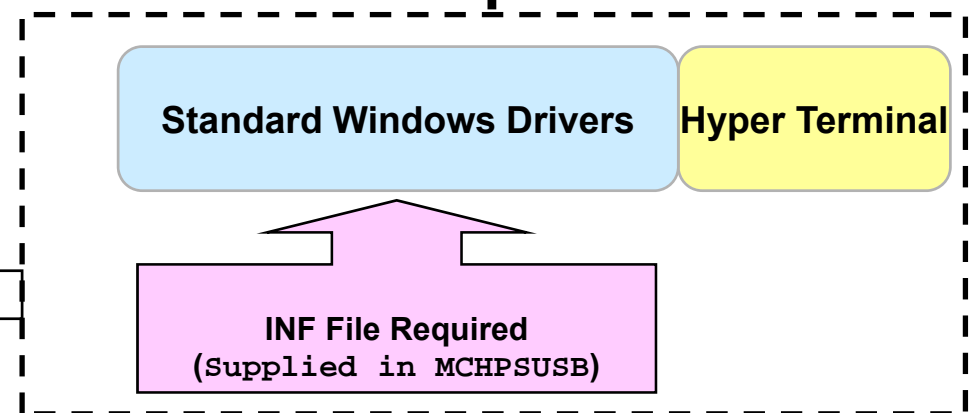 Standard Windows Drivers
Hyper Terminal
INF File Required
(Supplied in MCHPSUSB)